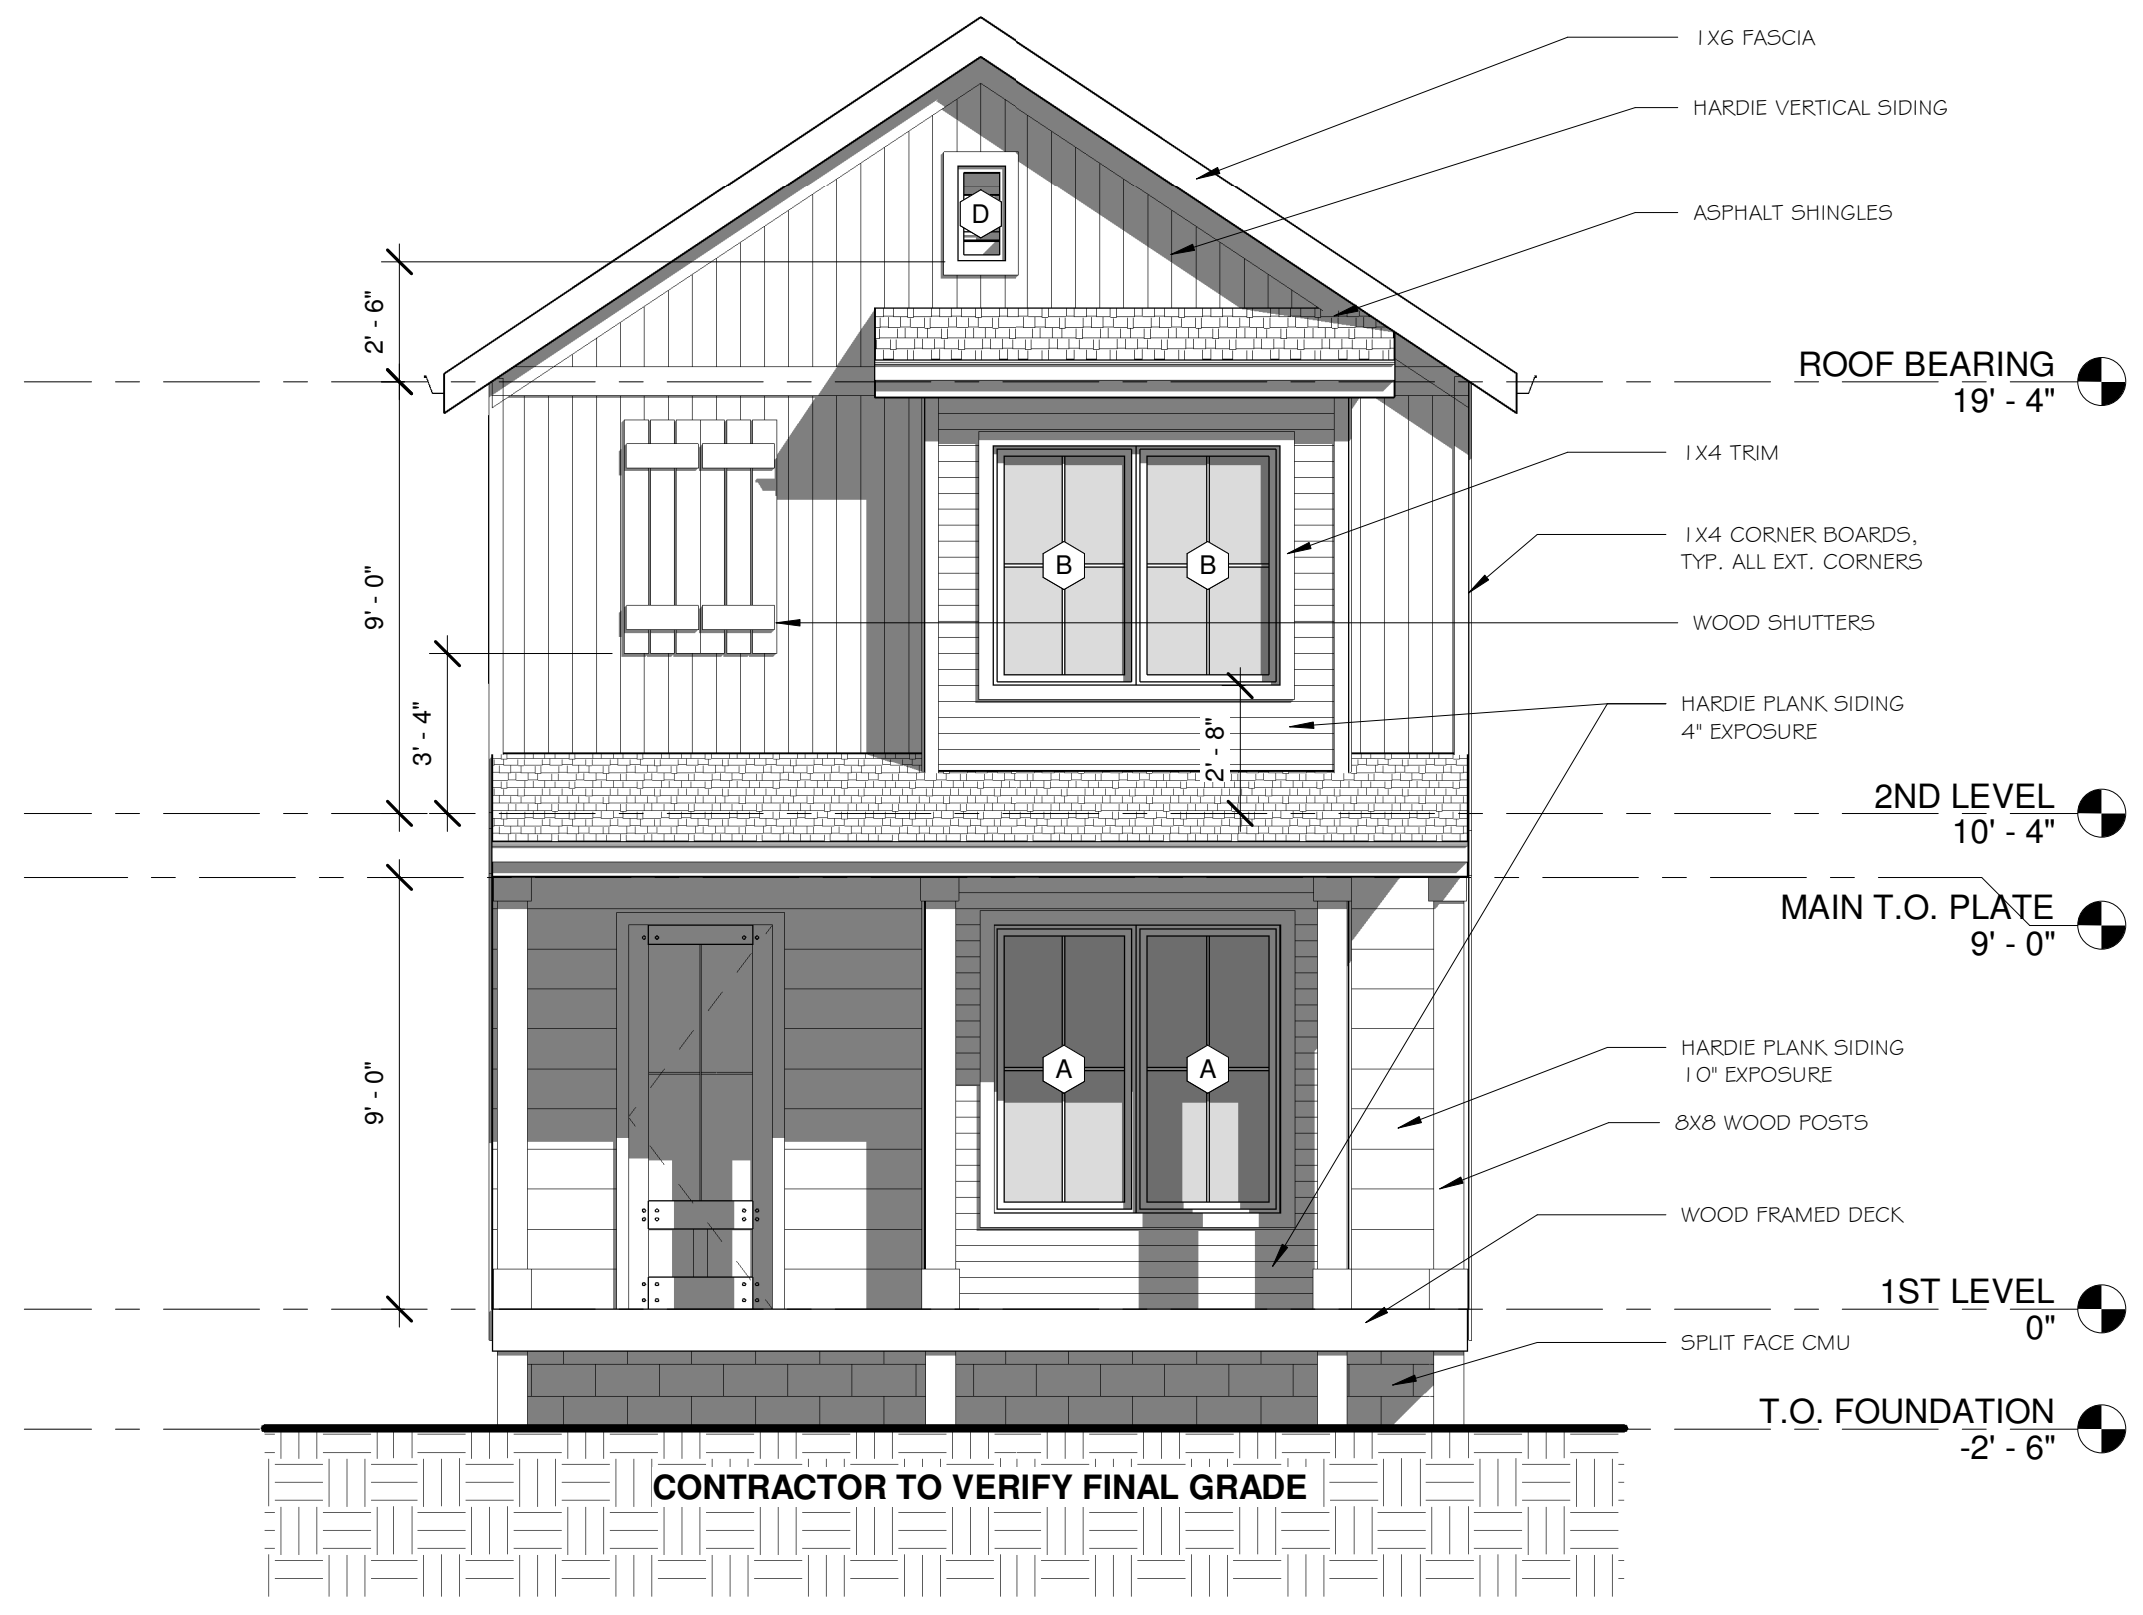 1X6 FASCIA
HARDIE VERTICAL SIDING
D
ASPHALT SHINGLES
2' - 6"
ROOF BEARING
19' - 4"
1X4 TRIM
1X4 CORNER BOARDS,
TYP. ALL EXT. CORNERS
B
B
9' - 0"
WOOD SHUTTERS
HARDIE PLANK SIDING
4" EXPOSURE
3' - 4"
2' - 8"
2ND LEVEL
10' - 4"
MAIN T.O. PLATE
9' - 0"
HARDIE PLANK SIDING
10" EXPOSURE
A
A
9' - 0"
8X8 WOOD POSTS
WOOD FRAMED DECK
1ST LEVEL
0"
SPLIT FACE CMU
T.O. FOUNDATION
-2' - 6"
CONTRACTOR TO VERIFY FINAL GRADE